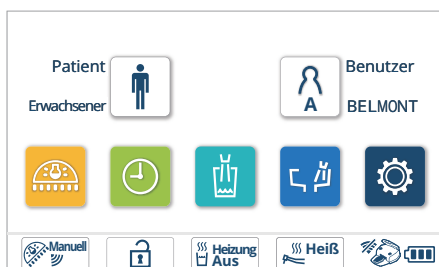 Patient
Benutzer
Erwachsener
A
BELMONT
Manuell
Heizung
Aus
Heiß